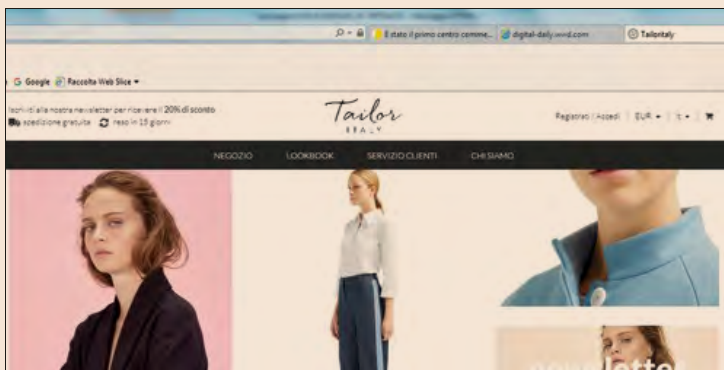 È stato il primo centro comme... digital-daily.wwd.com Tailoritaly
Google Raccolta Web Slice
Iscriviti alla nostra newsletter per ricevere il 20% di sconto
spedizione gratuita reso in 15 giorni
Tailor
ITALY
Registrati / Accedi EUR It
NEGOZIO LOOKBOOK SERVIZIO CLIENTI CHI SIAMO
newsletter